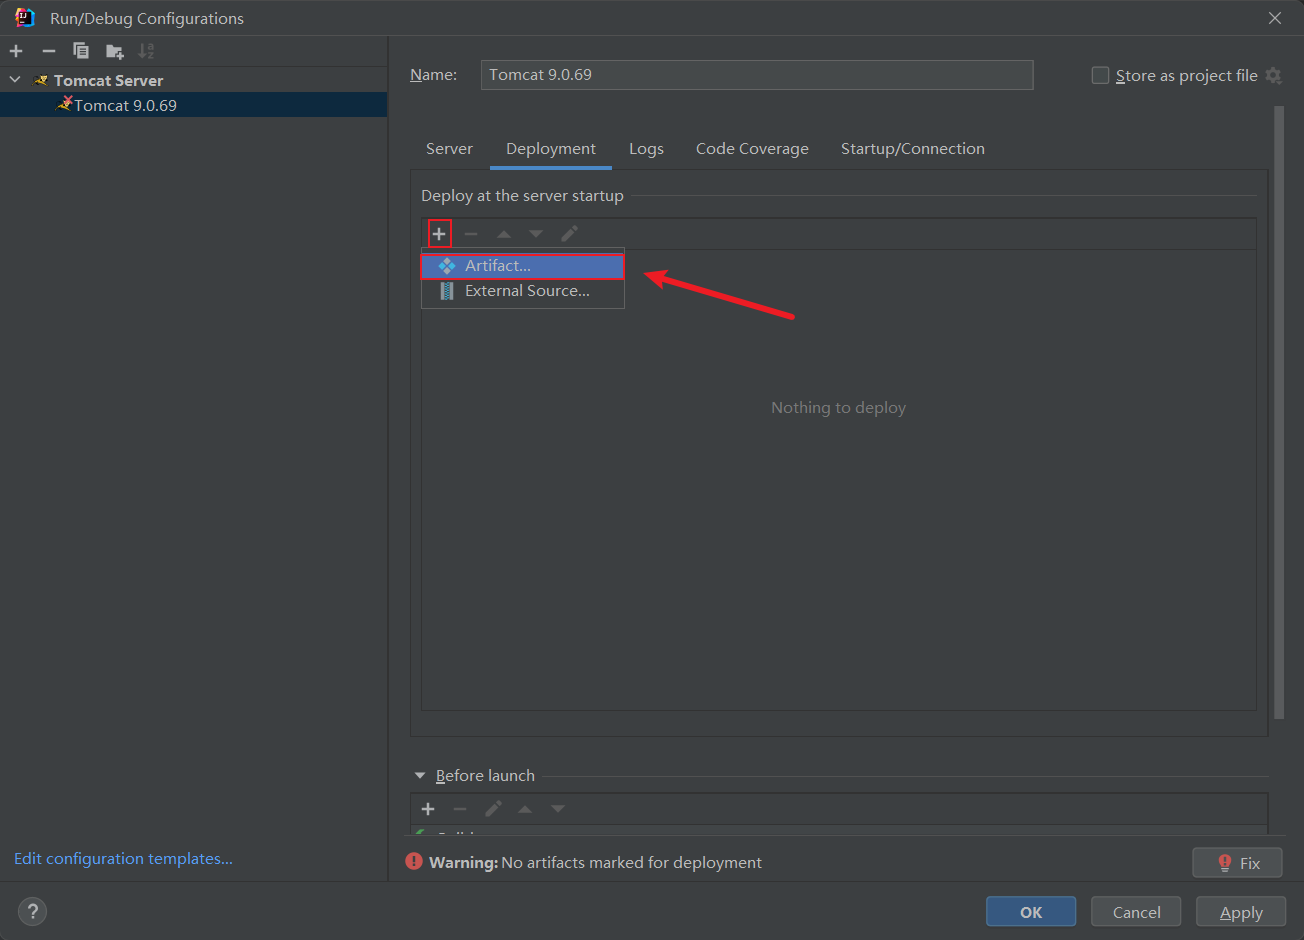 Run/Debug Configurations
Tomcat Server
Tomcat 9.0.69
Name: Tomcat 9.0.69 Store as project file
Server Deployment Logs Code Coverage Startup/Connection
Deploy at the server startup
Artifact...
External Source...
Nothing to deploy
Before launch
Edit configuration templates...
Warning: No artifacts marked for deployment
Fix
? OK Cancel Apply